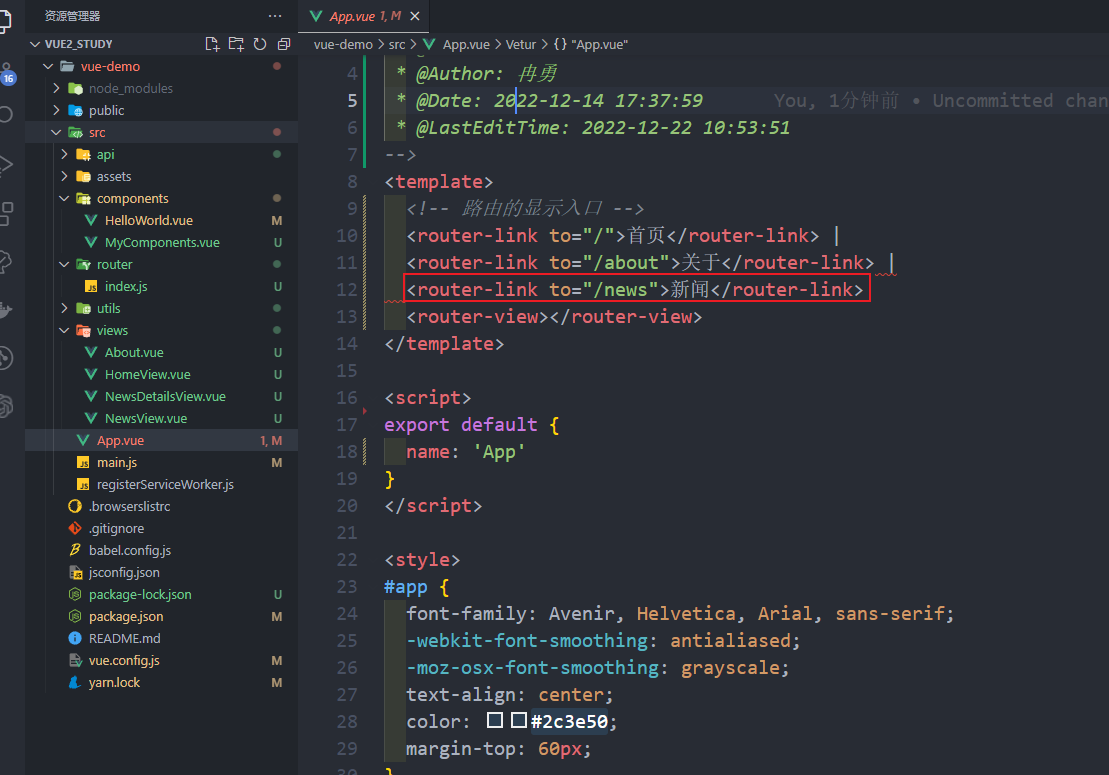 资源管理器 ···
App.vue 1, M ×
VUE2_STUDY
vue-demo > src > App.vue > Vetur > {} "App.vue"
16
vue-demo
node_modules
public
src
api
assets
components
HelloWorld.vue M
MyComponents.vue U
router
index.js U
utils
views
About.vue U
HomeView.vue U
NewsDetailsView.vue U
NewsView.vue U
App.vue 1, M
main.js M
registerServiceWorker.js
.browserslistrc
.gitignore
babel.config.js
jsconfig.json
package-lock.json U
package.json M
README.md
vue.config.js M
yarn.lock M
4 * @Author: 冉勇
5 * @Date: 2022-12-14 17:37:59 You, 1分钟前 • Uncommitted chan
6 * @LastEditTime: 2022-12-22 10:53:51
7 -->
8 <template>
9 <!-- 路由的显示入口 -->
10 <router-link to="/">首页</router-link> |
11 <router-link to="/about">关于</router-link> |
12 <router-link to="/news">新闻</router-link>
13 <router-view></router-view>
14 </template>
15
16 <script>
17 export default {
18 name: 'App'
19 }
20 </script>
21
22 <style>
23 #app {
24 font-family: Avenir, Helvetica, Arial, sans-serif;
25 -webkit-font-smoothing: antialiased;
26 -moz-osx-font-smoothing: grayscale;
27 text-align: center;
28 color: #2c3e50;
29 margin-top: 60px;
30 }